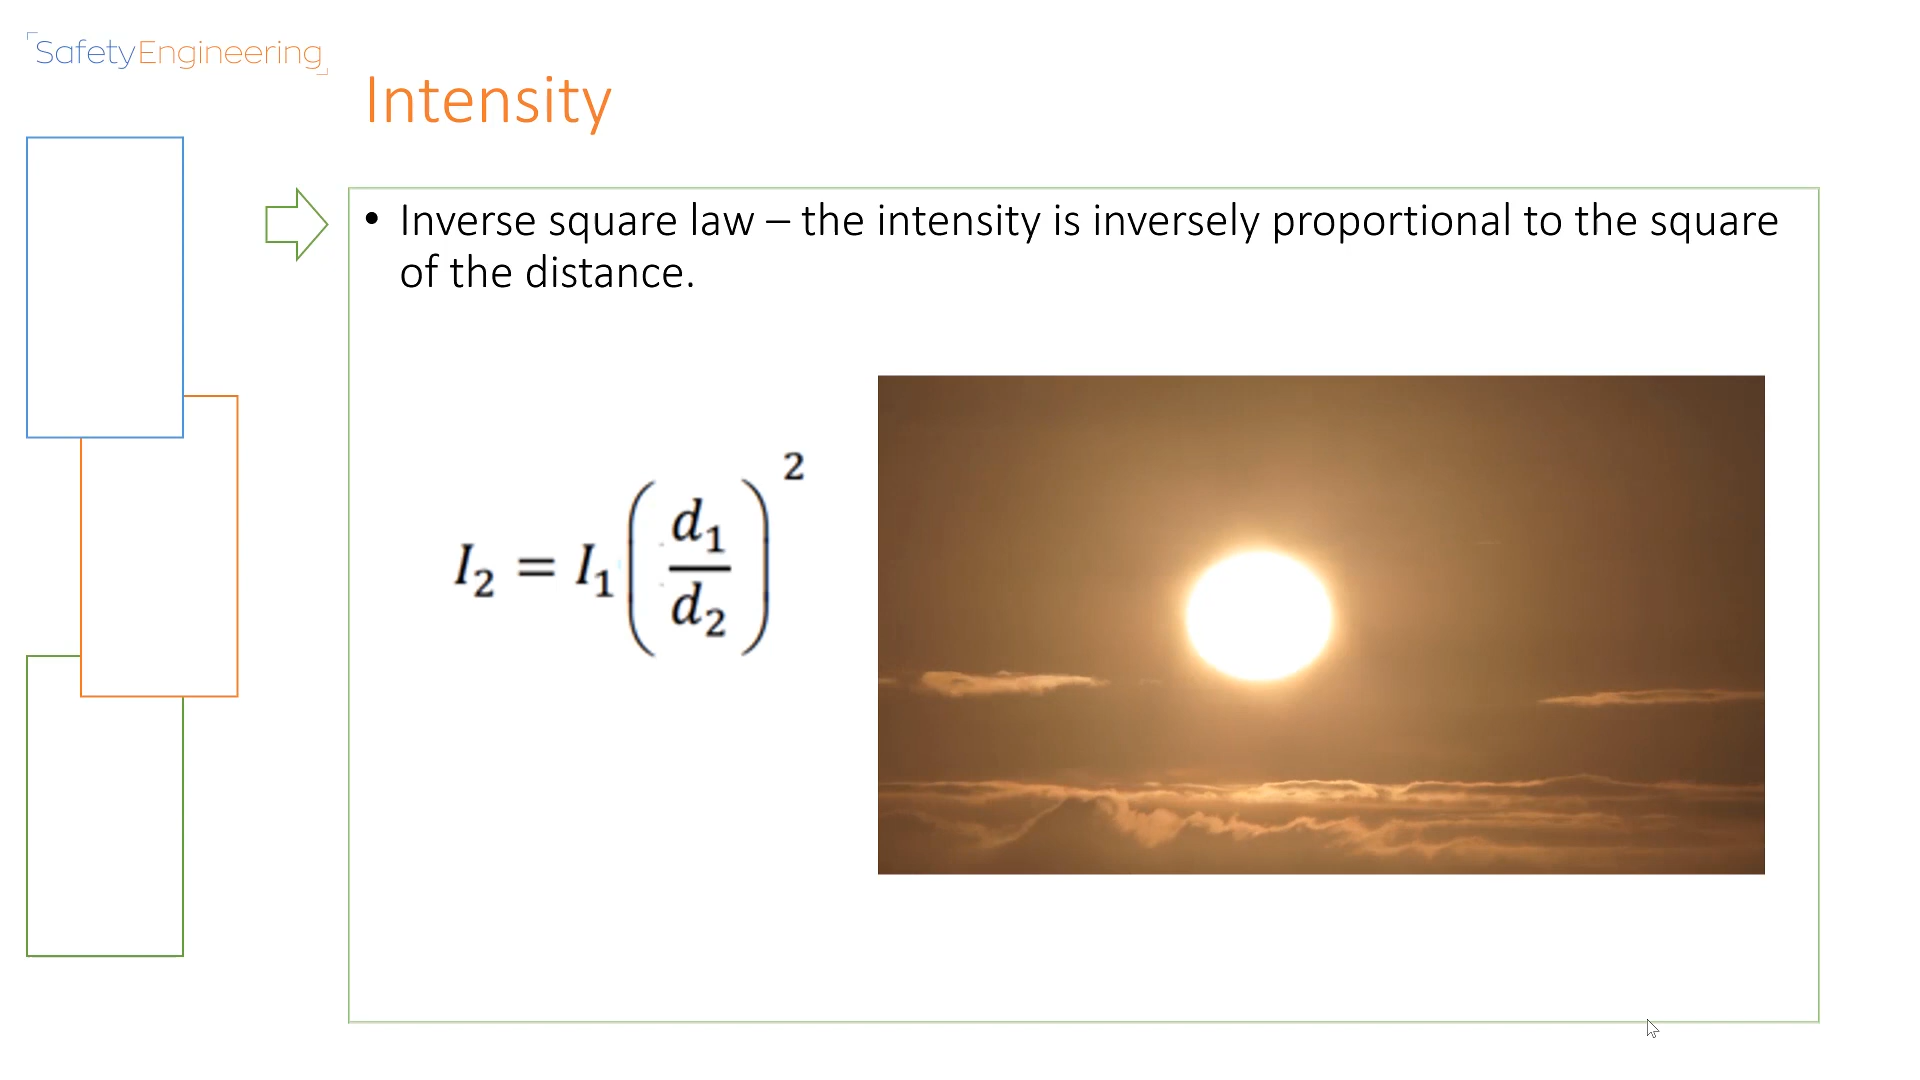 SafetyEngineering
Intensity
• Inverse square law – the intensity is inversely proportional to the square
of the distance.
I₂ = I₁(d₁/d₂)²